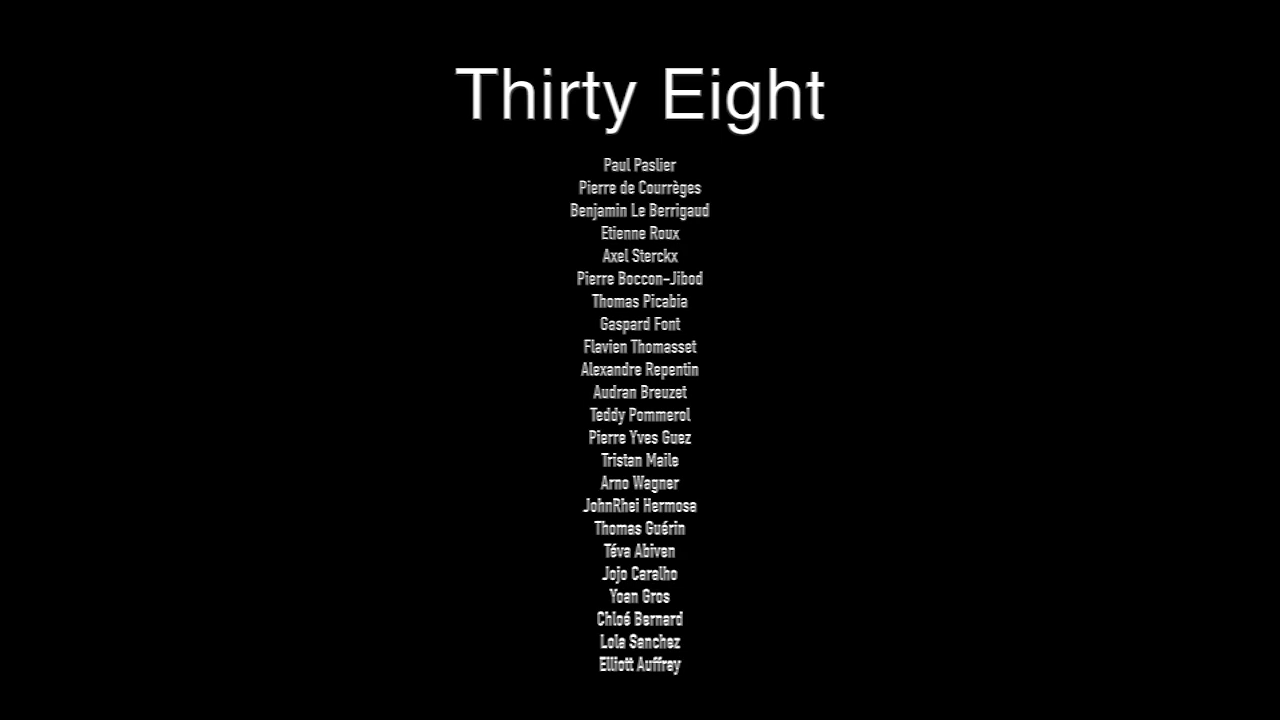 Thirty Eight
Paul Paslier
Pierre de Courrèges
Benjamin Le Berrigaud
Etienne Roux
Axel Sterckx
Pierre Boccon-Jibod
Thomas Picabia
Gaspard Font
Flavien Thomasset
Alexandre Repentin
Audran Breuzet
Teddy Pommerol
Pierre Yves Guez
Tristan Maile
Arno Wagner
JohnRhei Hermosa
Thomas Guérin
Téva Abiven
Jojo Caralho
Yoan Gros
Chloé Bernard
Lola Sanchez
Elliott Auffray